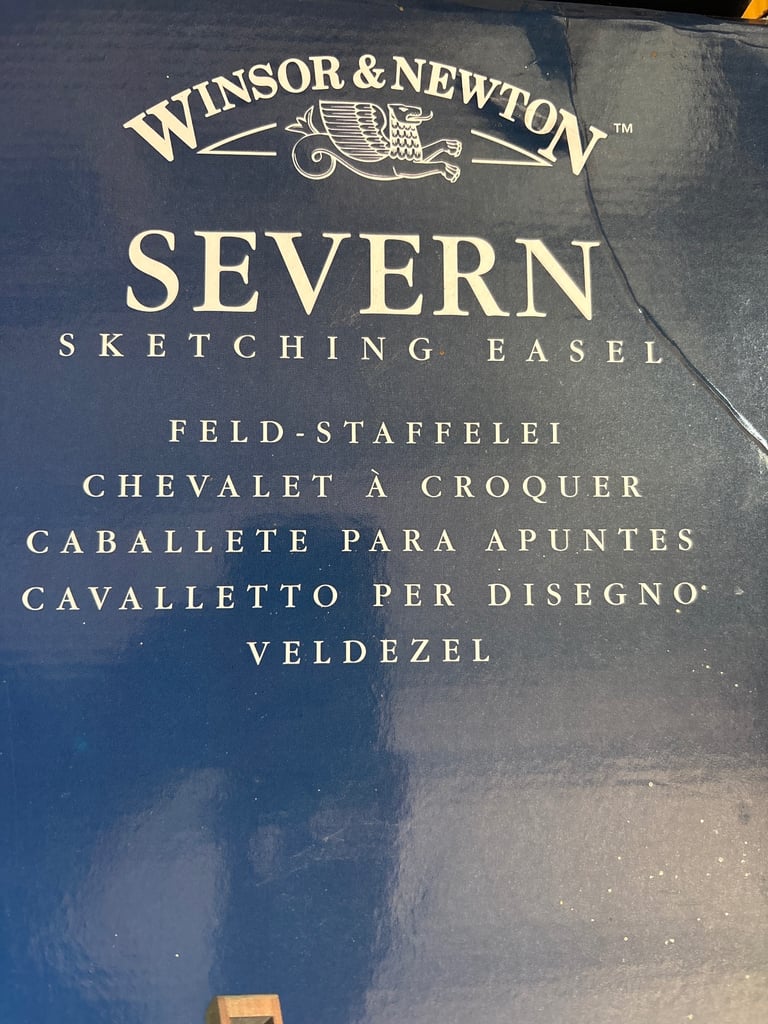 WINSOR & NEWTON™
SEVERN
SKETCHING EASEL
FELD-STAFFELEI
CHEVALET À CROQUER
CABALLETE PARA APUNTES
CAVALLETTO PER DISEGNO
VELDEZEL